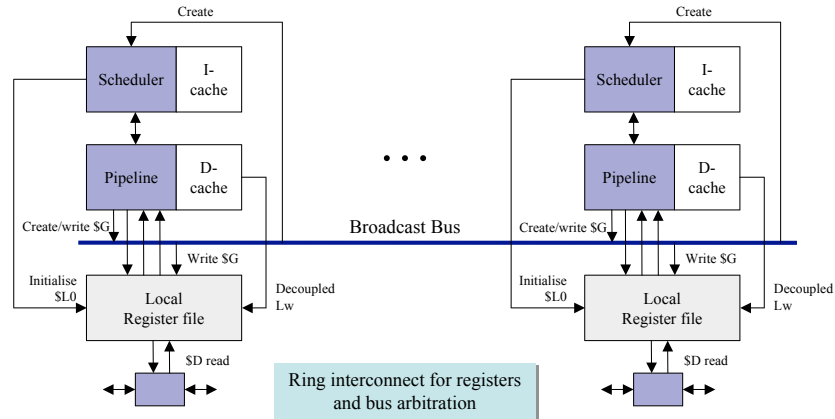 Create
Scheduler
I-
cache
Pipeline
D-
cache
Create/write $G
Write $G
Initialise
$L0
Local
Register file
Decoupled
Lw
$D read
• • •
Broadcast Bus
Create
Scheduler
I-
cache
Pipeline
D-
cache
Create/write $G
Write $G
Initialise
$L0
Local
Register file
Decoupled
Lw
$D read
Ring interconnect for registers
and bus arbitration